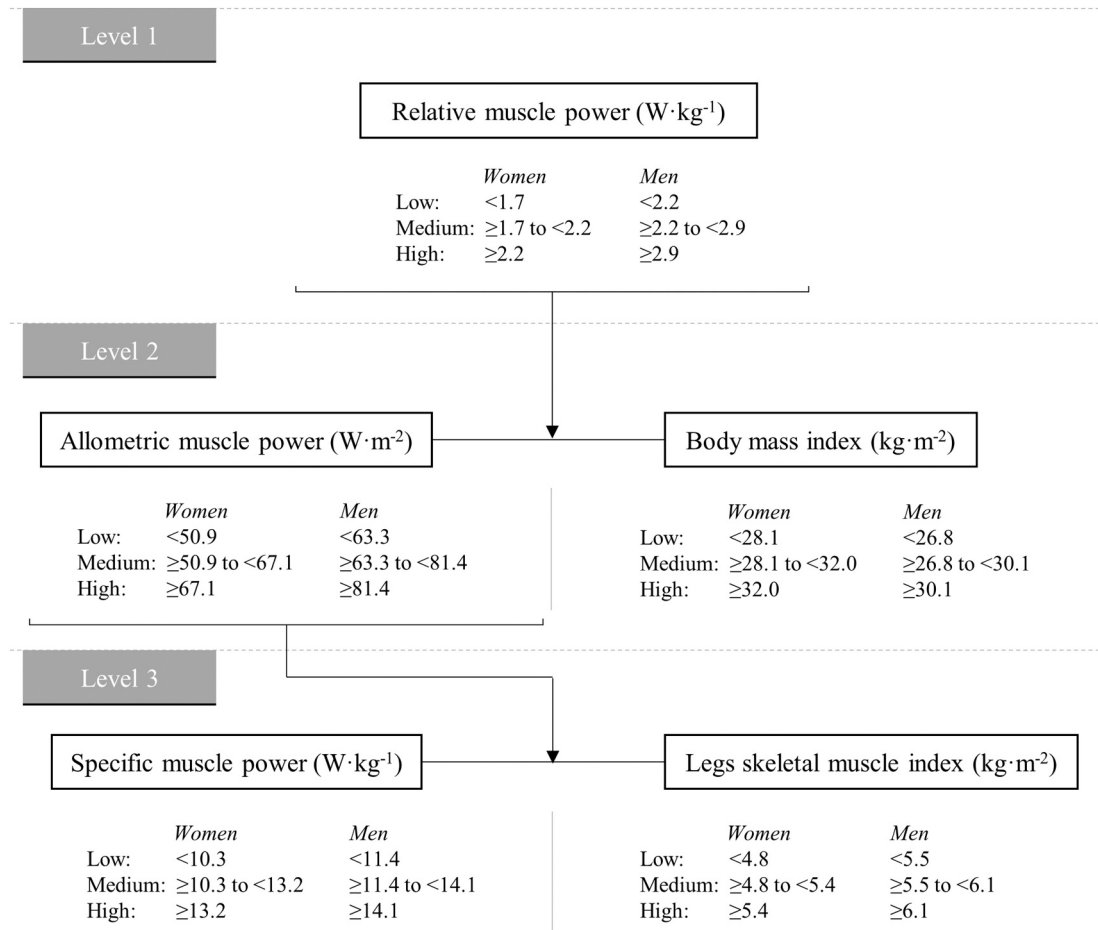 Level 1
Relative muscle power (W·kg⁻¹)
Women Men
Low: <1.7 <2.2
Medium: ≥1.7 to <2.2 ≥2.2 to <2.9
High: ≥2.2 ≥2.9
Level 2
Allometric muscle power (W·m⁻²)
Women Men
Low: <50.9 <63.3
Medium: ≥50.9 to <67.1 ≥63.3 to <81.4
High: ≥67.1 ≥81.4
Body mass index (kg·m⁻²)
Women Men
Low: <28.1 <26.8
Medium: ≥28.1 to <32.0 ≥26.8 to <30.1
High: ≥32.0 ≥30.1
Level 3
Specific muscle power (W·kg⁻¹)
Women Men
Low: <10.3 <11.4
Medium: ≥10.3 to <13.2 ≥11.4 to <14.1
High: ≥13.2 ≥14.1
Legs skeletal muscle index (kg·m⁻²)
Women Men
Low: <4.8 <5.5
Medium: ≥4.8 to <5.4 ≥5.5 to <6.1
High: ≥5.4 ≥6.1